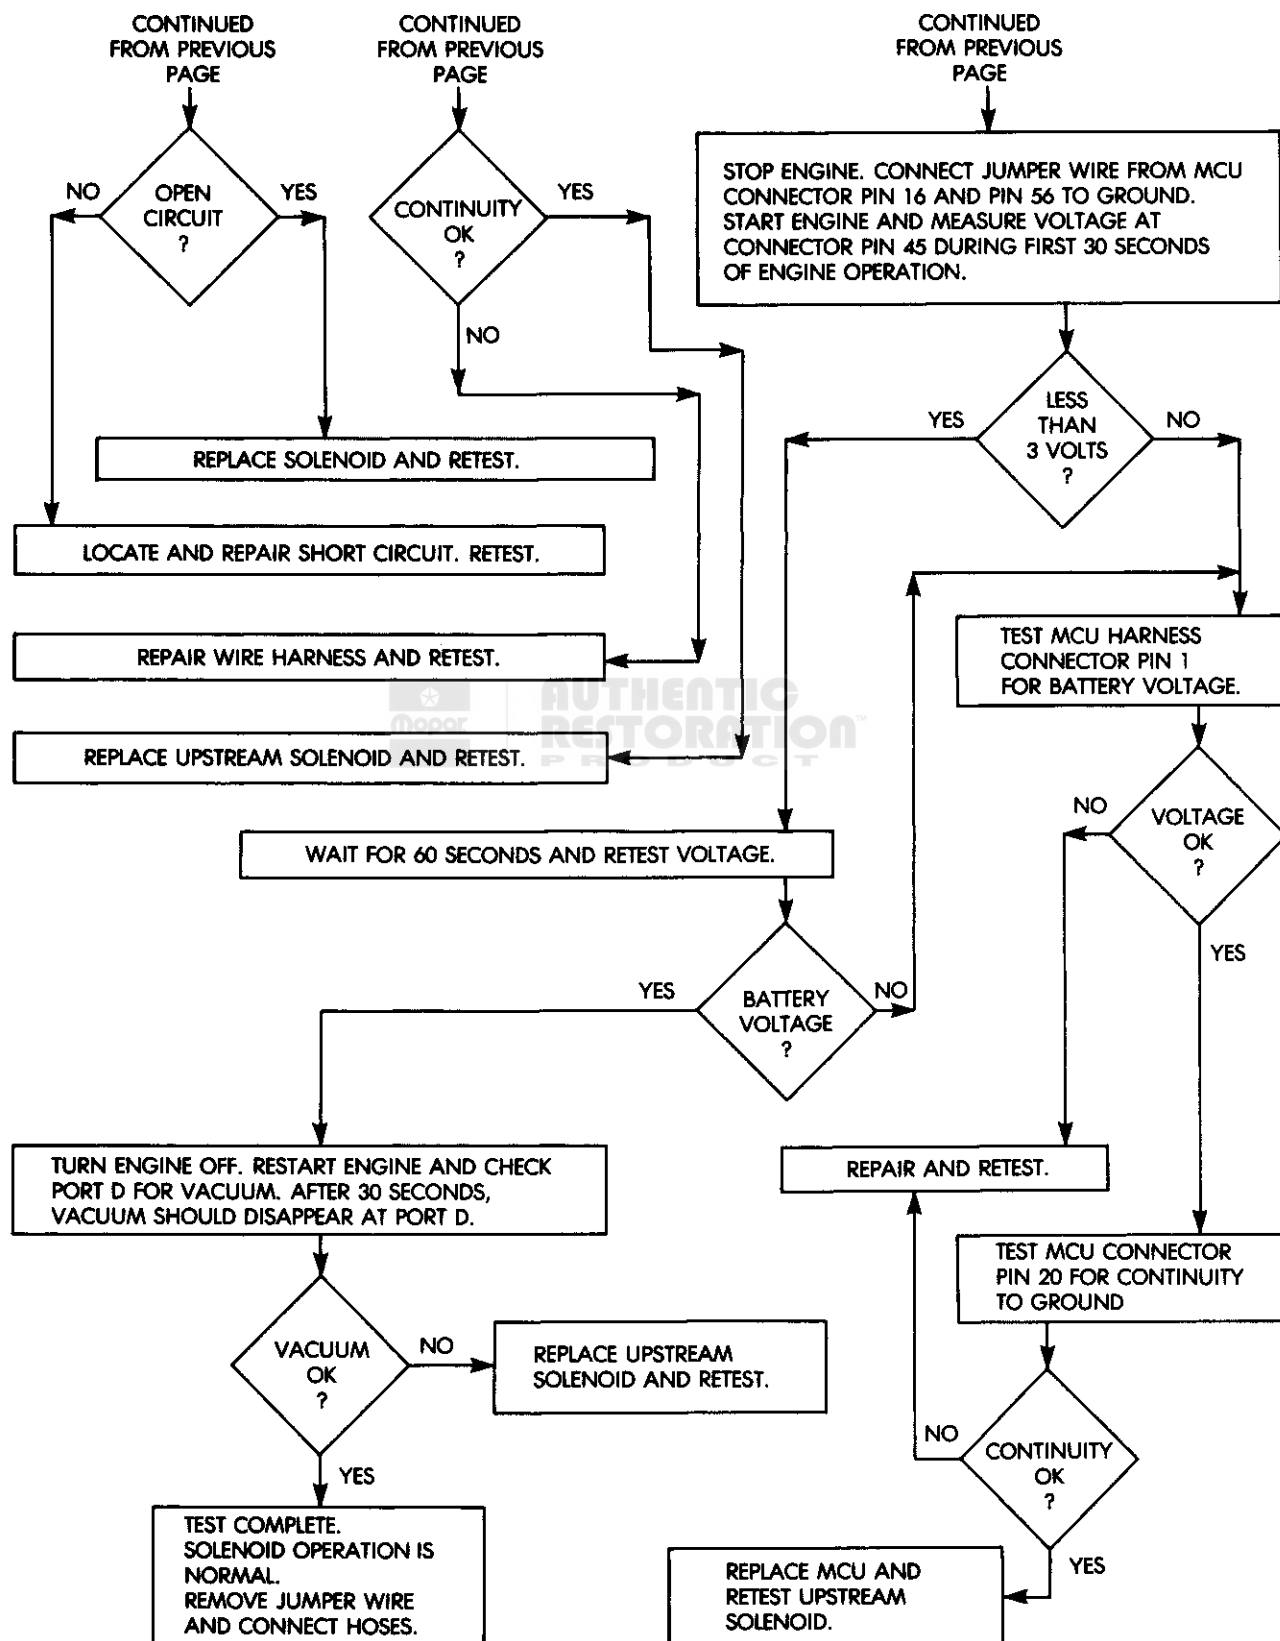 CONTINUED
FROM PREVIOUS
PAGE
CONTINUED
FROM PREVIOUS
PAGE
CONTINUED
FROM PREVIOUS
PAGE
NO
OPEN
CIRCUIT
?
YES
CONTINUITY
OK
?
YES
NO
STOP ENGINE. CONNECT JUMPER WIRE FROM MCU
CONNECTOR PIN 16 AND PIN 56 TO GROUND.
START ENGINE AND MEASURE VOLTAGE AT
CONNECTOR PIN 45 DURING FIRST 30 SECONDS
OF ENGINE OPERATION.
YES
LESS
THAN
3 VOLTS
?
NO
REPLACE SOLENOID AND RETEST.
LOCATE AND REPAIR SHORT CIRCUIT. RETEST.
REPAIR WIRE HARNESS AND RETEST.
REPLACE UPSTREAM SOLENOID AND RETEST.
Mopar
AUTHENTIC
RESTORATION™
PRODUCT
TEST MCU HARNESS
CONNECTOR PIN 1
FOR BATTERY VOLTAGE.
WAIT FOR 60 SECONDS AND RETEST VOLTAGE.
NO
VOLTAGE
OK
?
YES
YES
BATTERY
VOLTAGE
?
NO
TURN ENGINE OFF. RESTART ENGINE AND CHECK
PORT D FOR VACUUM. AFTER 30 SECONDS,
VACUUM SHOULD DISAPPEAR AT PORT D.
REPAIR AND RETEST.
TEST MCU CONNECTOR
PIN 20 FOR CONTINUITY
TO GROUND
VACUUM
OK
?
NO
REPLACE UPSTREAM
SOLENOID AND RETEST.
YES
NO
CONTINUITY
OK
?
YES
TEST COMPLETE.
SOLENOID OPERATION IS
NORMAL.
REMOVE JUMPER WIRE
AND CONNECT HOSES.
REPLACE MCU AND
RETEST UPSTREAM
SOLENOID.